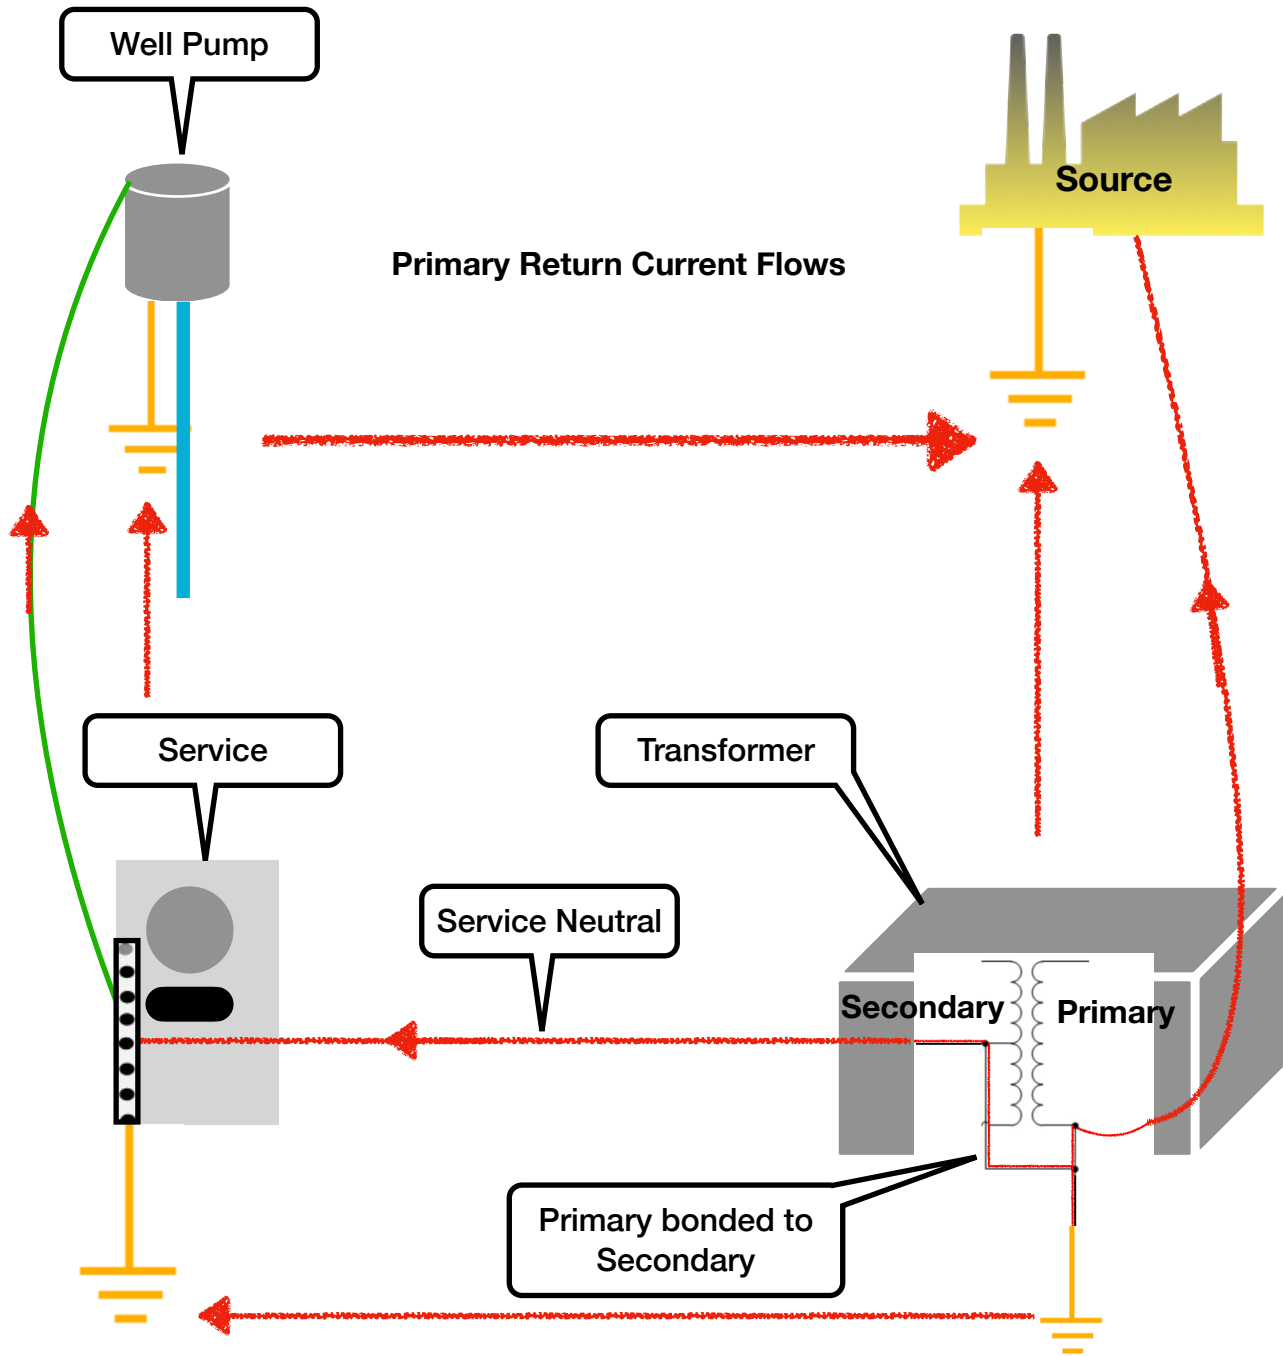 Well Pump
Source
Primary Return Current Flows
Service
Transformer
Service Neutral
Secondary
Primary
Primary bonded to
Secondary